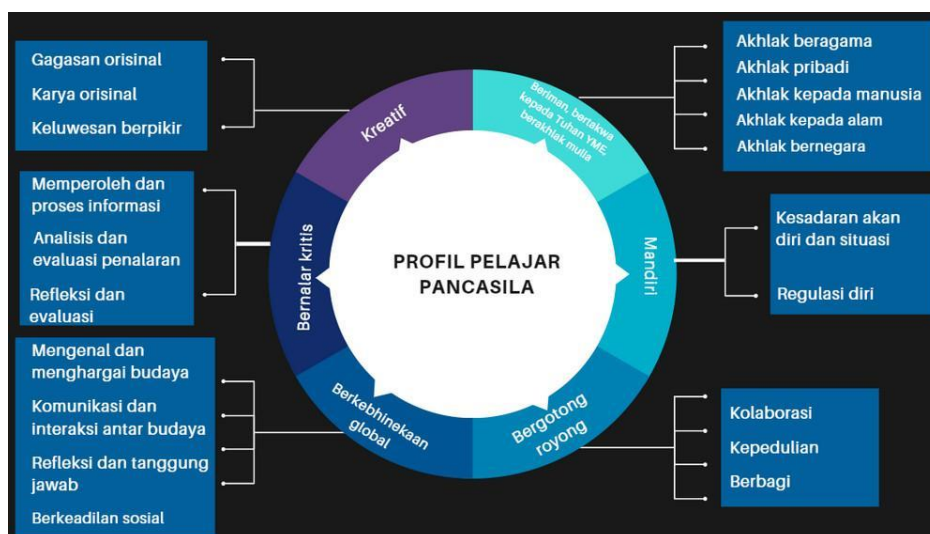 Gagasan orisinal
Karya orisinal
Keluwesan berpikir
Memperoleh dan
proses informasi
Analisis dan
evaluasi penalaran
Refleksi dan
evaluasi
Mengenal dan
menghargai budaya
Komunikasi dan
interaksi antar budaya
Refleksi dan tanggung
jawab
Berkeadilan sosial
Kreatif
Beriman, bertakwa
kepada Tuhan YME,
berakhlak mulia
Bernalar kritis
PROFIL PELAJAR
PANCASILA
Mandiri
Berkebhinekaan
global
Bergotong
royong
Akhlak beragama
Akhlak pribadi
Akhlak kepada manusia
Akhlak kepada alam
Akhlak bernegara
Kesadaran akan
diri dan situasi
Regulasi diri
Kolaborasi
Kepedulian
Berbagi